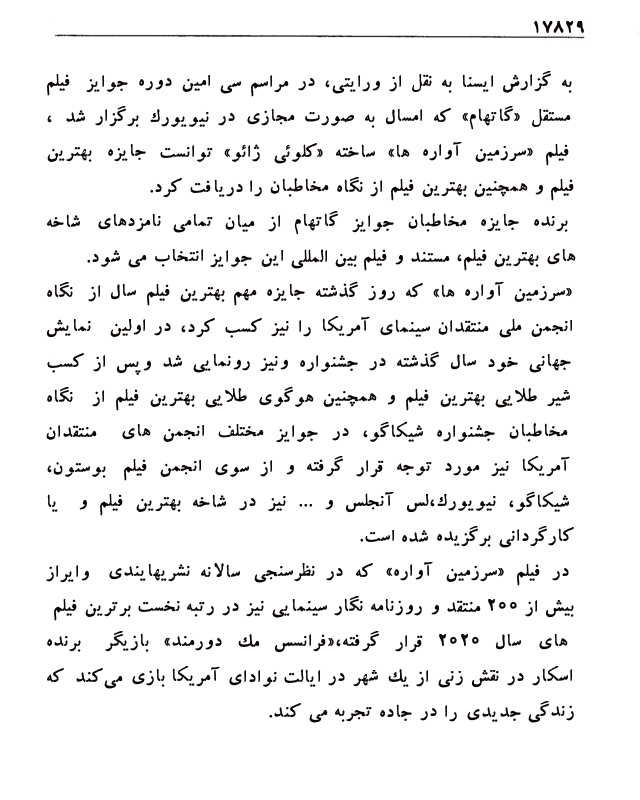 ۱۷۸۲۹
به گزارش ایسنا به نقل از ورایتی، در مراسم سی امین دوره جوایز فیلم
مستقل «گاتهام» که امسال به صورت مجازی در نیویورك برگزار شد ،
فیلم «سرزمین آواره ها» ساخته «کلوئی ژائو» توانست جایزه بهترین
فیلم و همچنین بهترین فیلم از نگاه مخاطبان را دریافت کرد.
برنده جایزه مخاطبان جوایز گاتهام از میان تمامی نامزدهای شاخه
های بهترین فیلم، مستند و فیلم بین المللی این جوایز انتخاب می شود.
«سرزمین آواره ها» که روز گذشته جایزه مهم بهترین فیلم سال از نگاه
انجمن ملی منتقدان سینمای آمریکا را نیز کسب کرد، در اولین نمایش
جهانی خود سال گذشته در جشنواره ونیز رونمایی شد وپس از کسب
شیر طلایی بهترین فیلم و همچنین هوگوی طلایی بهترین فیلم از نگاه
مخاطبان جشنواره شیکاگو، در جوایز مختلف انجمن های منتقدان
آمریکا نیز مورد توجه قرار گرفته و از سوی انجمن فیلم بوستون،
شیکاگو، نیویورك،لس آنجلس و ... نیز در شاخه بهترین فیلم و یا
کارگردانی برگزیده شده است.
در فیلم «سرزمین آواره» که در نظرسنجی سالانه نشریهایندی وایراز
بیش از ۲۰۰ منتقد و روزنامه نگار سینمایی نیز در رتبه نخست برترین فیلم
های سال ۲۰۲۰ قرار گرفته،«فرانسس مك دورمند» بازیگر برنده
اسکار در نقش زنی از یك شهر در ایالت نوادای آمریکا بازی می‌کند که
زندگی جدیدی را در جاده تجربه می کند.